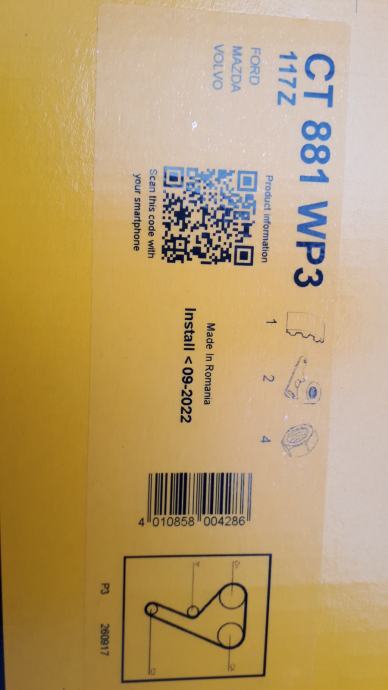 CT 881 WP3
117Z
FORD
MAZDA
VOLVO
Product information
Scan this code with
your smartphone
1
2
4
Made In Romania
Install < 09-2022
4 010858 004286
P3 260917